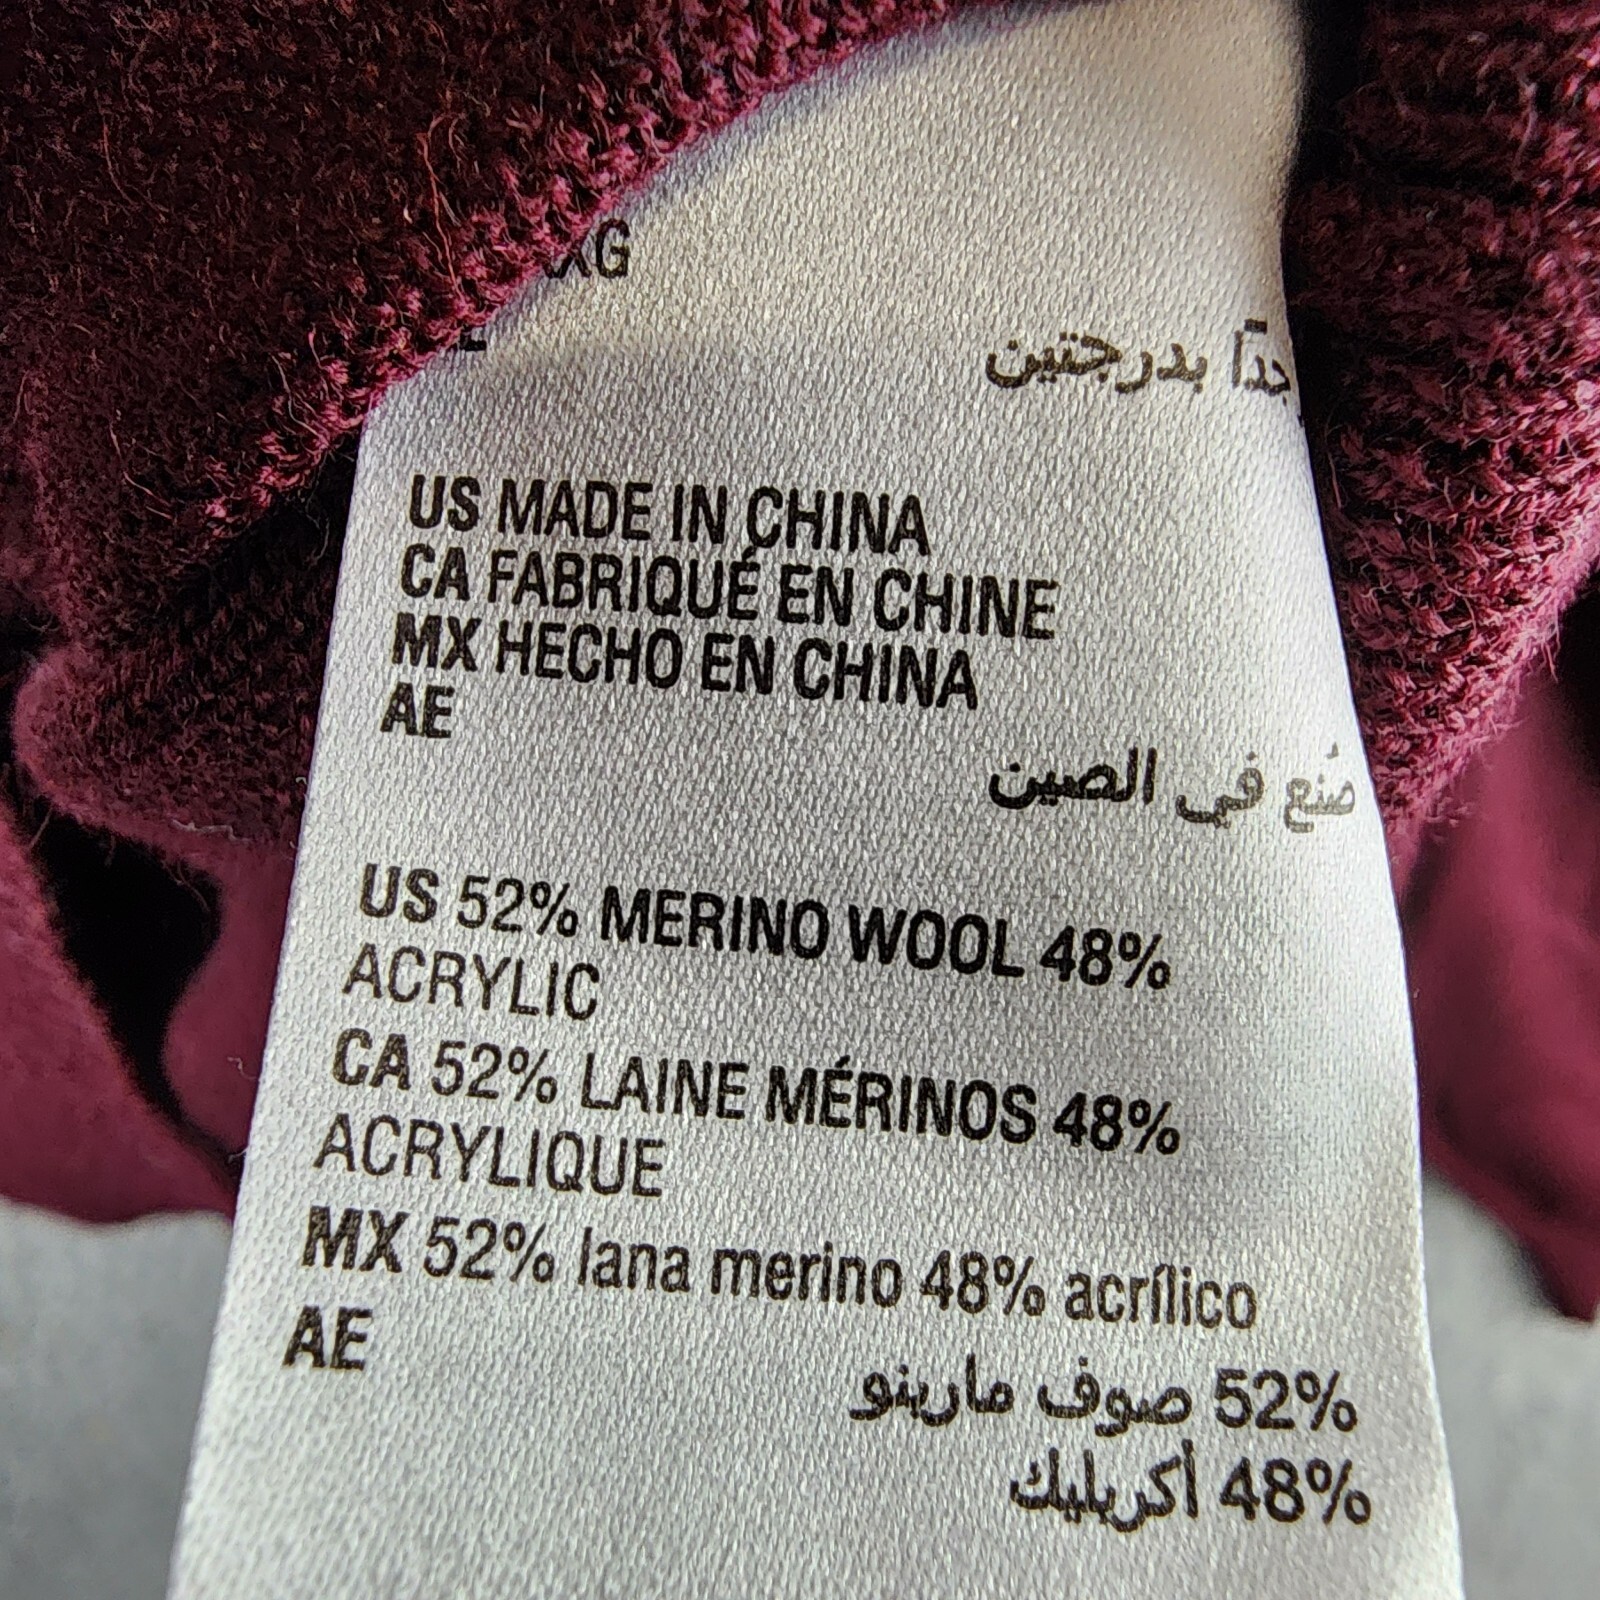 XG
جدًا بدرجتين
US MADE IN CHINA
CA FABRIQUÉ EN CHINE
MX HECHO EN CHINA
AE
صُنع في الصين
US 52% MERINO WOOL 48%
ACRYLIC
CA 52% LAINE MÉRINOS 48%
ACRYLIQUE
MX 52% lana merino 48% acrílico
AE
52% صوف مارينو
48% أكريليك